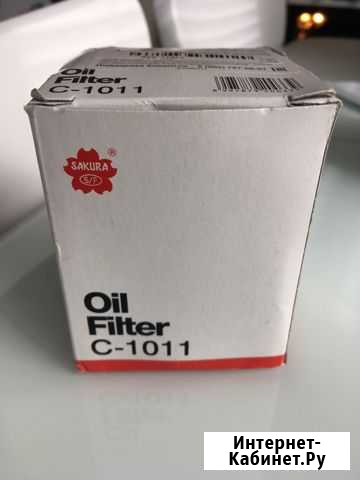 Oil
Filter
C-1011
SAKURA
®
S/F
Oil
Filter
C-1011
Интернет-
Кабинет.Ру